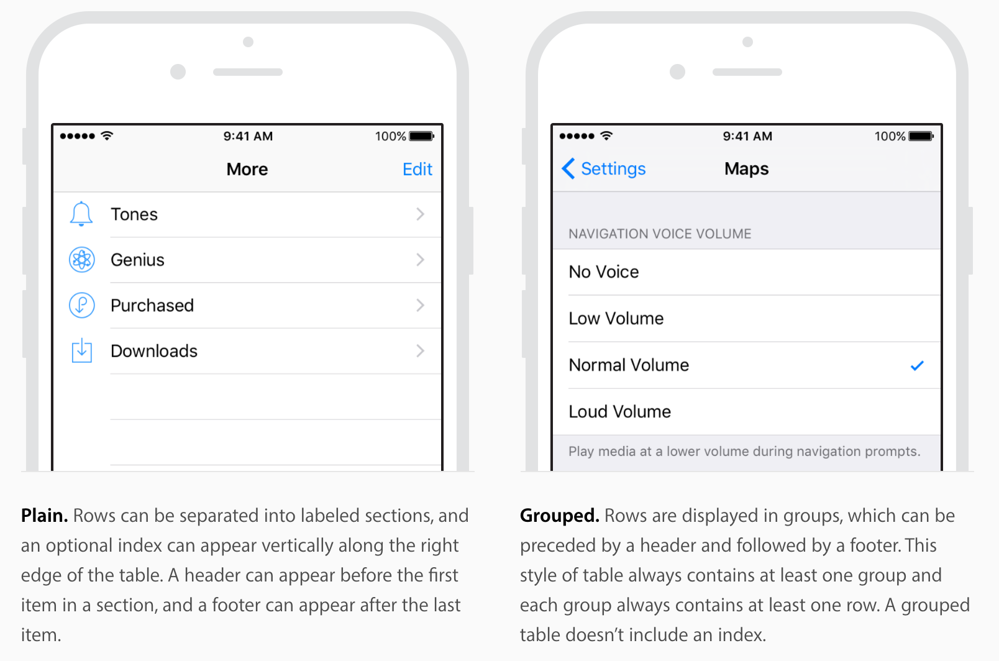 9:41 AM
100%
More
Edit
Tones
Genius
Purchased
Downloads
Plain. Rows can be separated into labeled sections, and
an optional index can appear vertically along the right
edge of the table. A header can appear before the first
item in a section, and a footer can appear after the last
item.
9:41 AM
100%
Settings
Maps
NAVIGATION VOICE VOLUME
No Voice
Low Volume
Normal Volume
Loud Volume
Play media at a lower volume during navigation prompts.
Grouped. Rows are displayed in groups, which can be
preceded by a header and followed by a footer. This
style of table always contains at least one group and
each group always contains at least one row. A grouped
table doesn’t include an index.